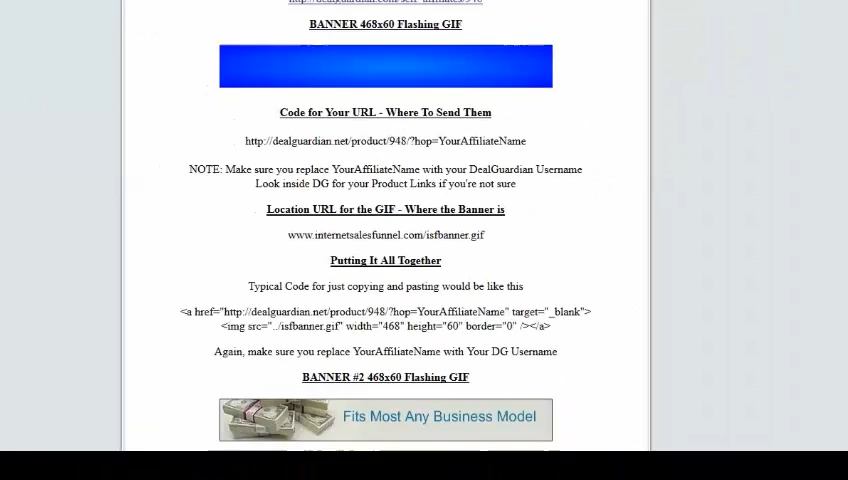 BANNER 468x60 Flashing GIF
Code for Your URL - Where To Send Them
http://dealguardian.net/product/948/?hop=YourAffiliateName
NOTE: Make sure you replace YourAffiliateName with your DealGuardian Username
Look inside DG for your Product Links if you're not sure
Location URL for the GIF - Where the Banner is
www.internetsalesfunnel.com/isfbanner.gif
Putting It All Together
Typical Code for just copying and pasting would be like this
<a href="http://dealguardian.net/product/948/?hop=YourAffiliateName" target="_blank">
<img src="../isfbanner.gif" width="468" height="60" border="0" /></a>
Again, make sure you replace YourAffiliateName with Your DG Username
BANNER #2 468x60 Flashing GIF
Fits Most Any Business Model